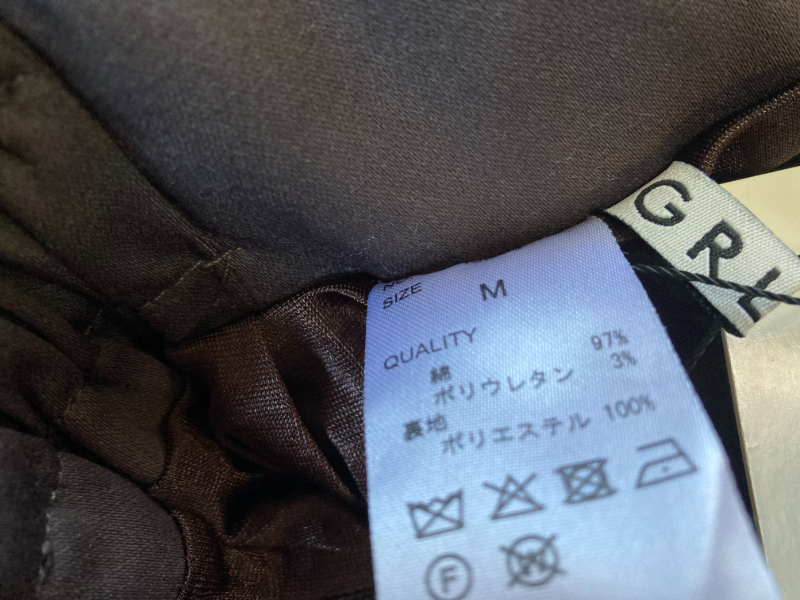 GRL
SIZE M
QUALITY
綿 97%
ポリウレタン 3%
裏地
ポリエステル 100%
F
W